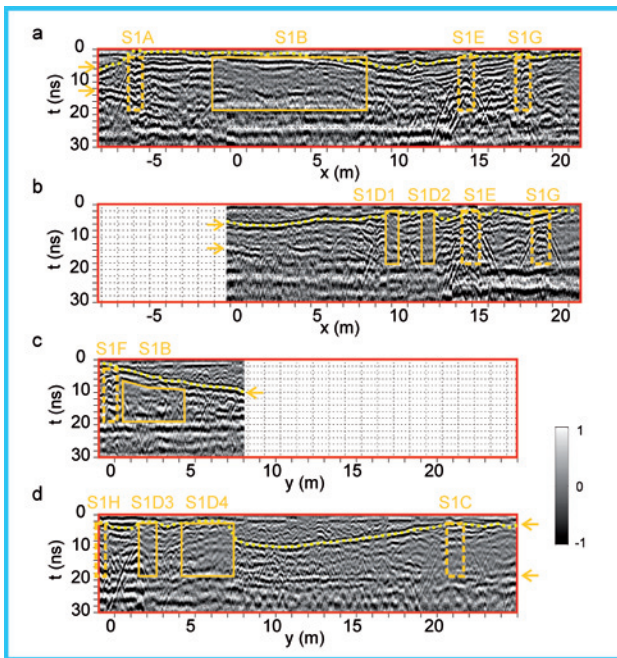 a
S1A S1B S1E S1G
0
10
20
30
t (ns)
-5 0 5 10 15 20
x (m)
b
S1D1 S1D2 S1E S1G
0
10
20
30
t (ns)
-5 0 5 10 15 20
x (m)
c
S1F S1B
0
10
20
30
t (ns)
0 5 10 15 20
y (m)
1
0
-1
d
S1H S1D3 S1D4 S1C
0
10
20
30
t (ns)
0 5 10 15 20
y (m)